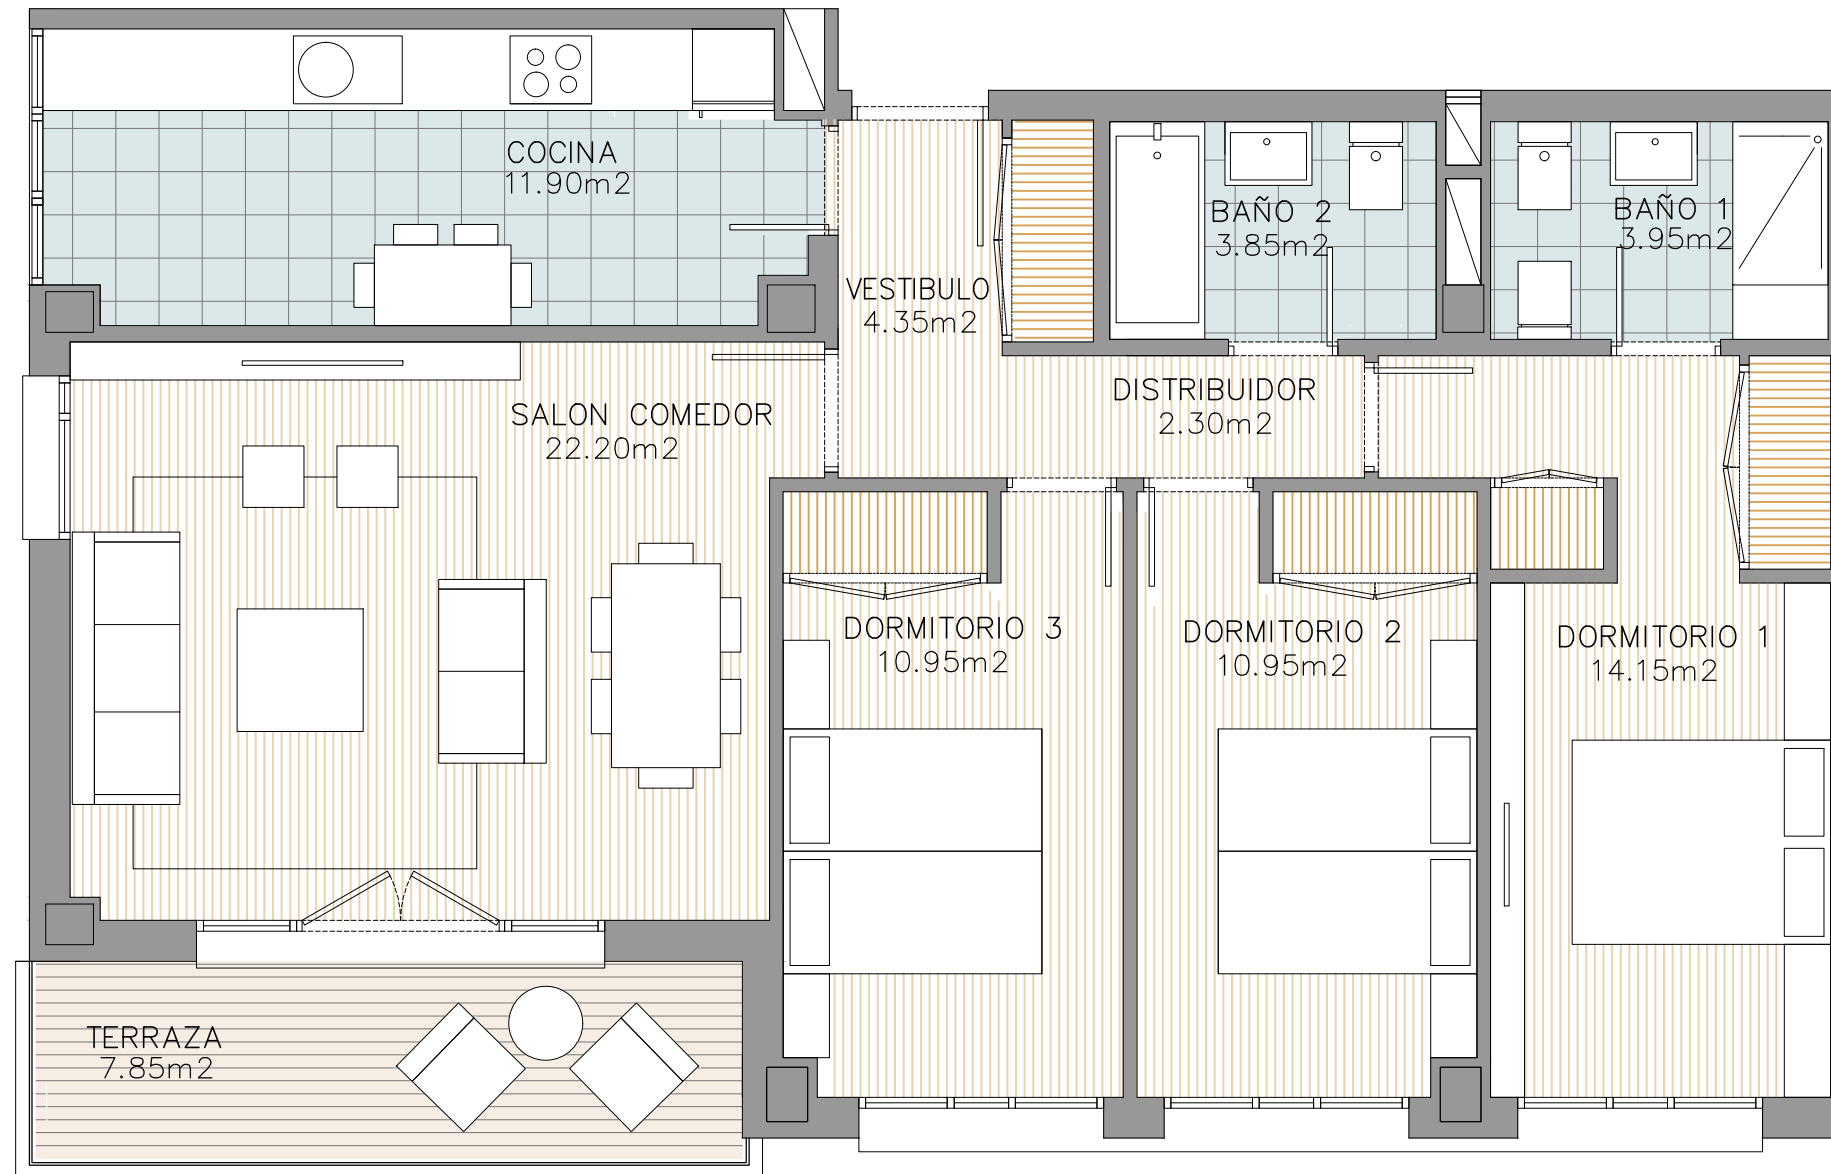 COCINA
11.90m2
BAÑO 2
3.85m2
BAÑO 1
3.95m2
VESTIBULO
4.35m2
DISTRIBUIDOR
2.30m2
SALON COMEDOR
22.20m2
DORMITORIO 3
10.95m2
DORMITORIO 2
10.95m2
DORMITORIO 1
14.15m2
TERRAZA
7.85m2